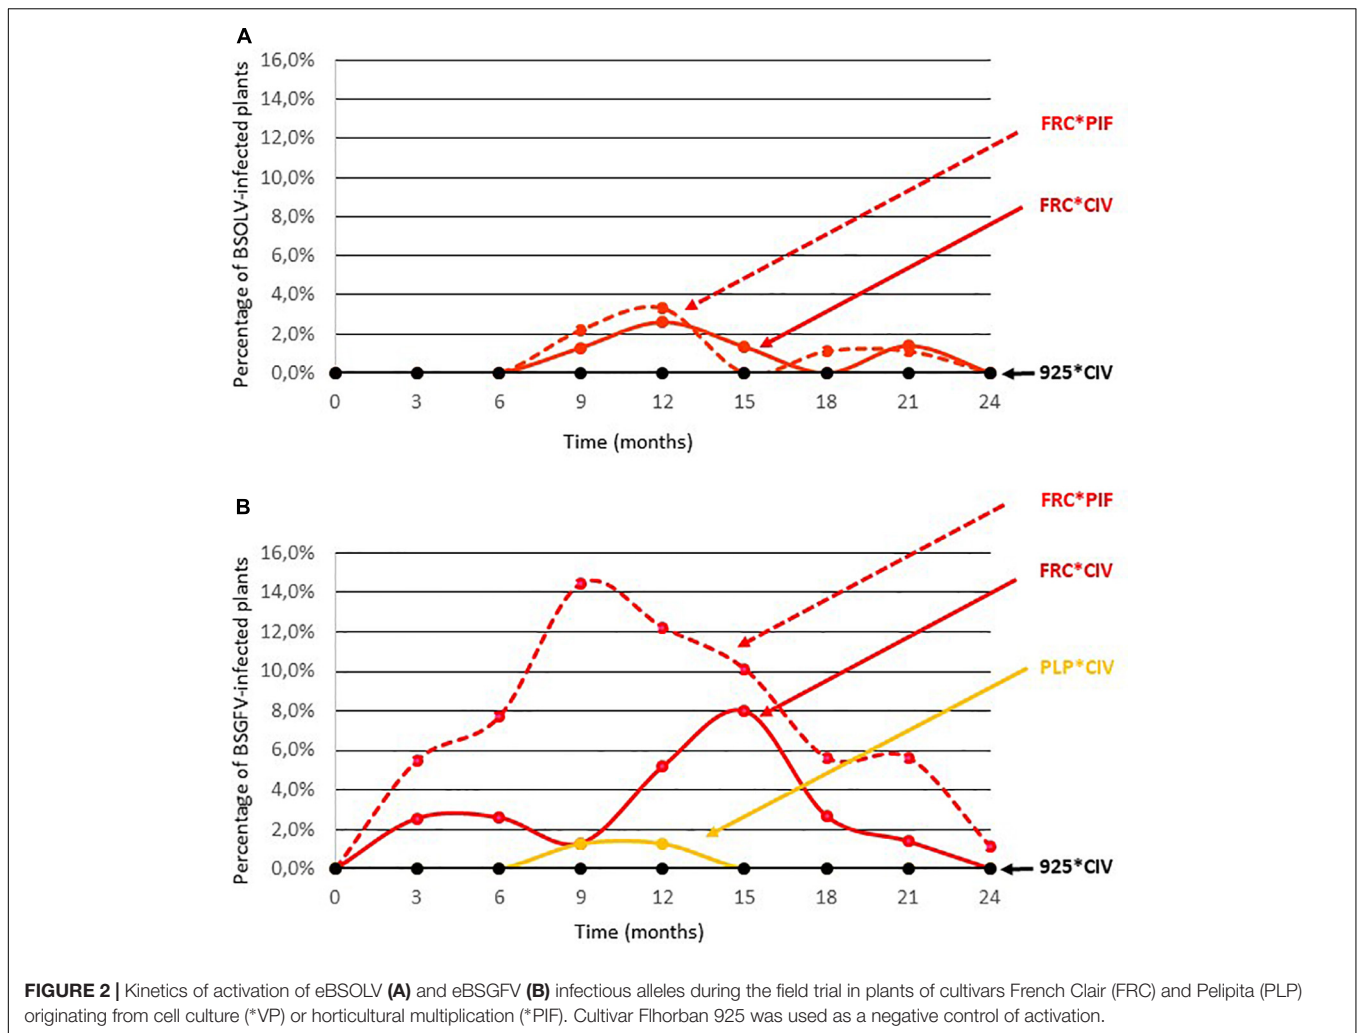 A
Percentage of BSOLV-infected plants
16,0%
14,0%
12,0%
10,0%
8,0%
6,0%
4,0%
2,0%
0,0%
0 3 6 9 12 15 18 21 24
Time (months)
FRC*PIF
FRC*CIV
925*CIV
B
Percentage of BSGFV-infected plants
16,0%
14,0%
12,0%
10,0%
8,0%
6,0%
4,0%
2,0%
0,0%
0 3 6 9 12 15 18 21 24
Time (months)
FRC*PIF
FRC*CIV
PLP*CIV
925*CIV
FIGURE 2 | Kinetics of activation of eBSOLV (A) and eBSGFV (B) infectious alleles during the field trial in plants of cultivars French Clair (FRC) and Pelipita (PLP)
originating from cell culture (*VP) or horticultural multiplication (*PIF). Cultivar Flhorban 925 was used as a negative control of activation.